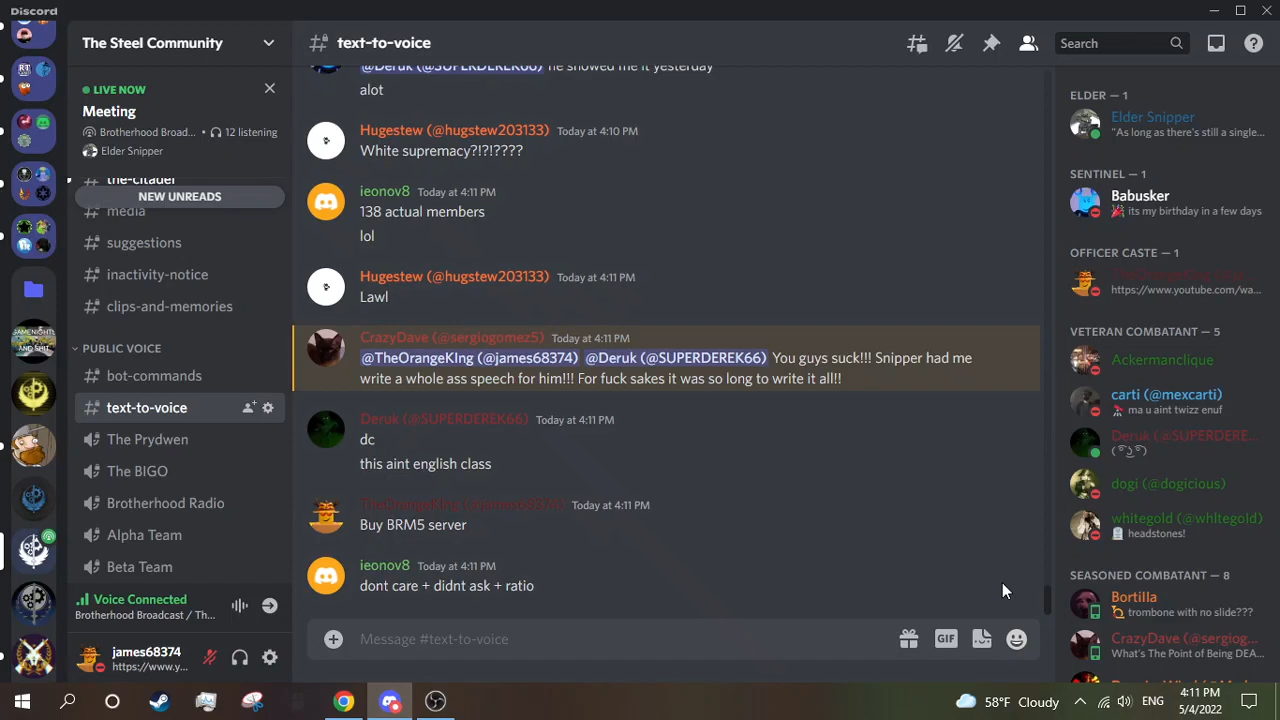 Discord
The Steel Community
LIVE NOW
Meeting
Brotherhood Broad... • 12 listening
Elder Snipper
the-citadel
NEW UNREADS
media
suggestions
inactivity-notice
clips-and-memories
PUBLIC VOICE
bot-commands
text-to-voice
The Prydwen
The BIGO
Brotherhood Radio
Alpha Team
Beta Team
Voice Connected
Brotherhood Broadcast / Th...
james68374
https://www.y...
text-to-voice
Search
@Deruk (@SUPERDEREK66) he showed me it yesterday
alot
Hugestew (@hugstew203133) Today at 4:10 PM
White supremacy?!?!????
ieonov8 Today at 4:11 PM
138 actual members
lol
Hugestew (@hugstew203133) Today at 4:11 PM
Lawl
CrazyDave (@sergiogomez5) Today at 4:11 PM
@TheOrangeKIng (@james68374) @Deruk (@SUPERDEREK66) You guys suck!!! Snipper had me
write a whole ass speech for him!!! For fuck sakes it was so long to write it all!!
Deruk (@SUPERDEREK66) Today at 4:11 PM
dc
this aint english class
TheOrangeKIng (@james68374) Today at 4:11 PM
Buy BRM5 server
ieonov8 Today at 4:11 PM
dont care + didnt ask + ratio
Message #text-to-voice
GIF
ELDER — 1
Elder Snipper
"As long as there's still a single...
SENTINEL — 1
Babusker
its my birthday in a few days
OFFICER CASTE — 1
https://www.youtube.com/wa...
VETERAN COMBATANT — 5
Ackermanclique
carti (@mexcarti)
ma u aint twizz enuf
Deruk (@SUPERDERE...
( ͡° ͜ʖ ͡°)
dogi (@dogicious)
whitegold (@whltegold)
headstones!
SEASONED COMBATANT — 8
Bortilla
trombone with no slide???
CrazyDave (@sergiog...
What's The Point of Being DEA...
58°F Cloudy
ENG
4:11 PM
5/4/2022